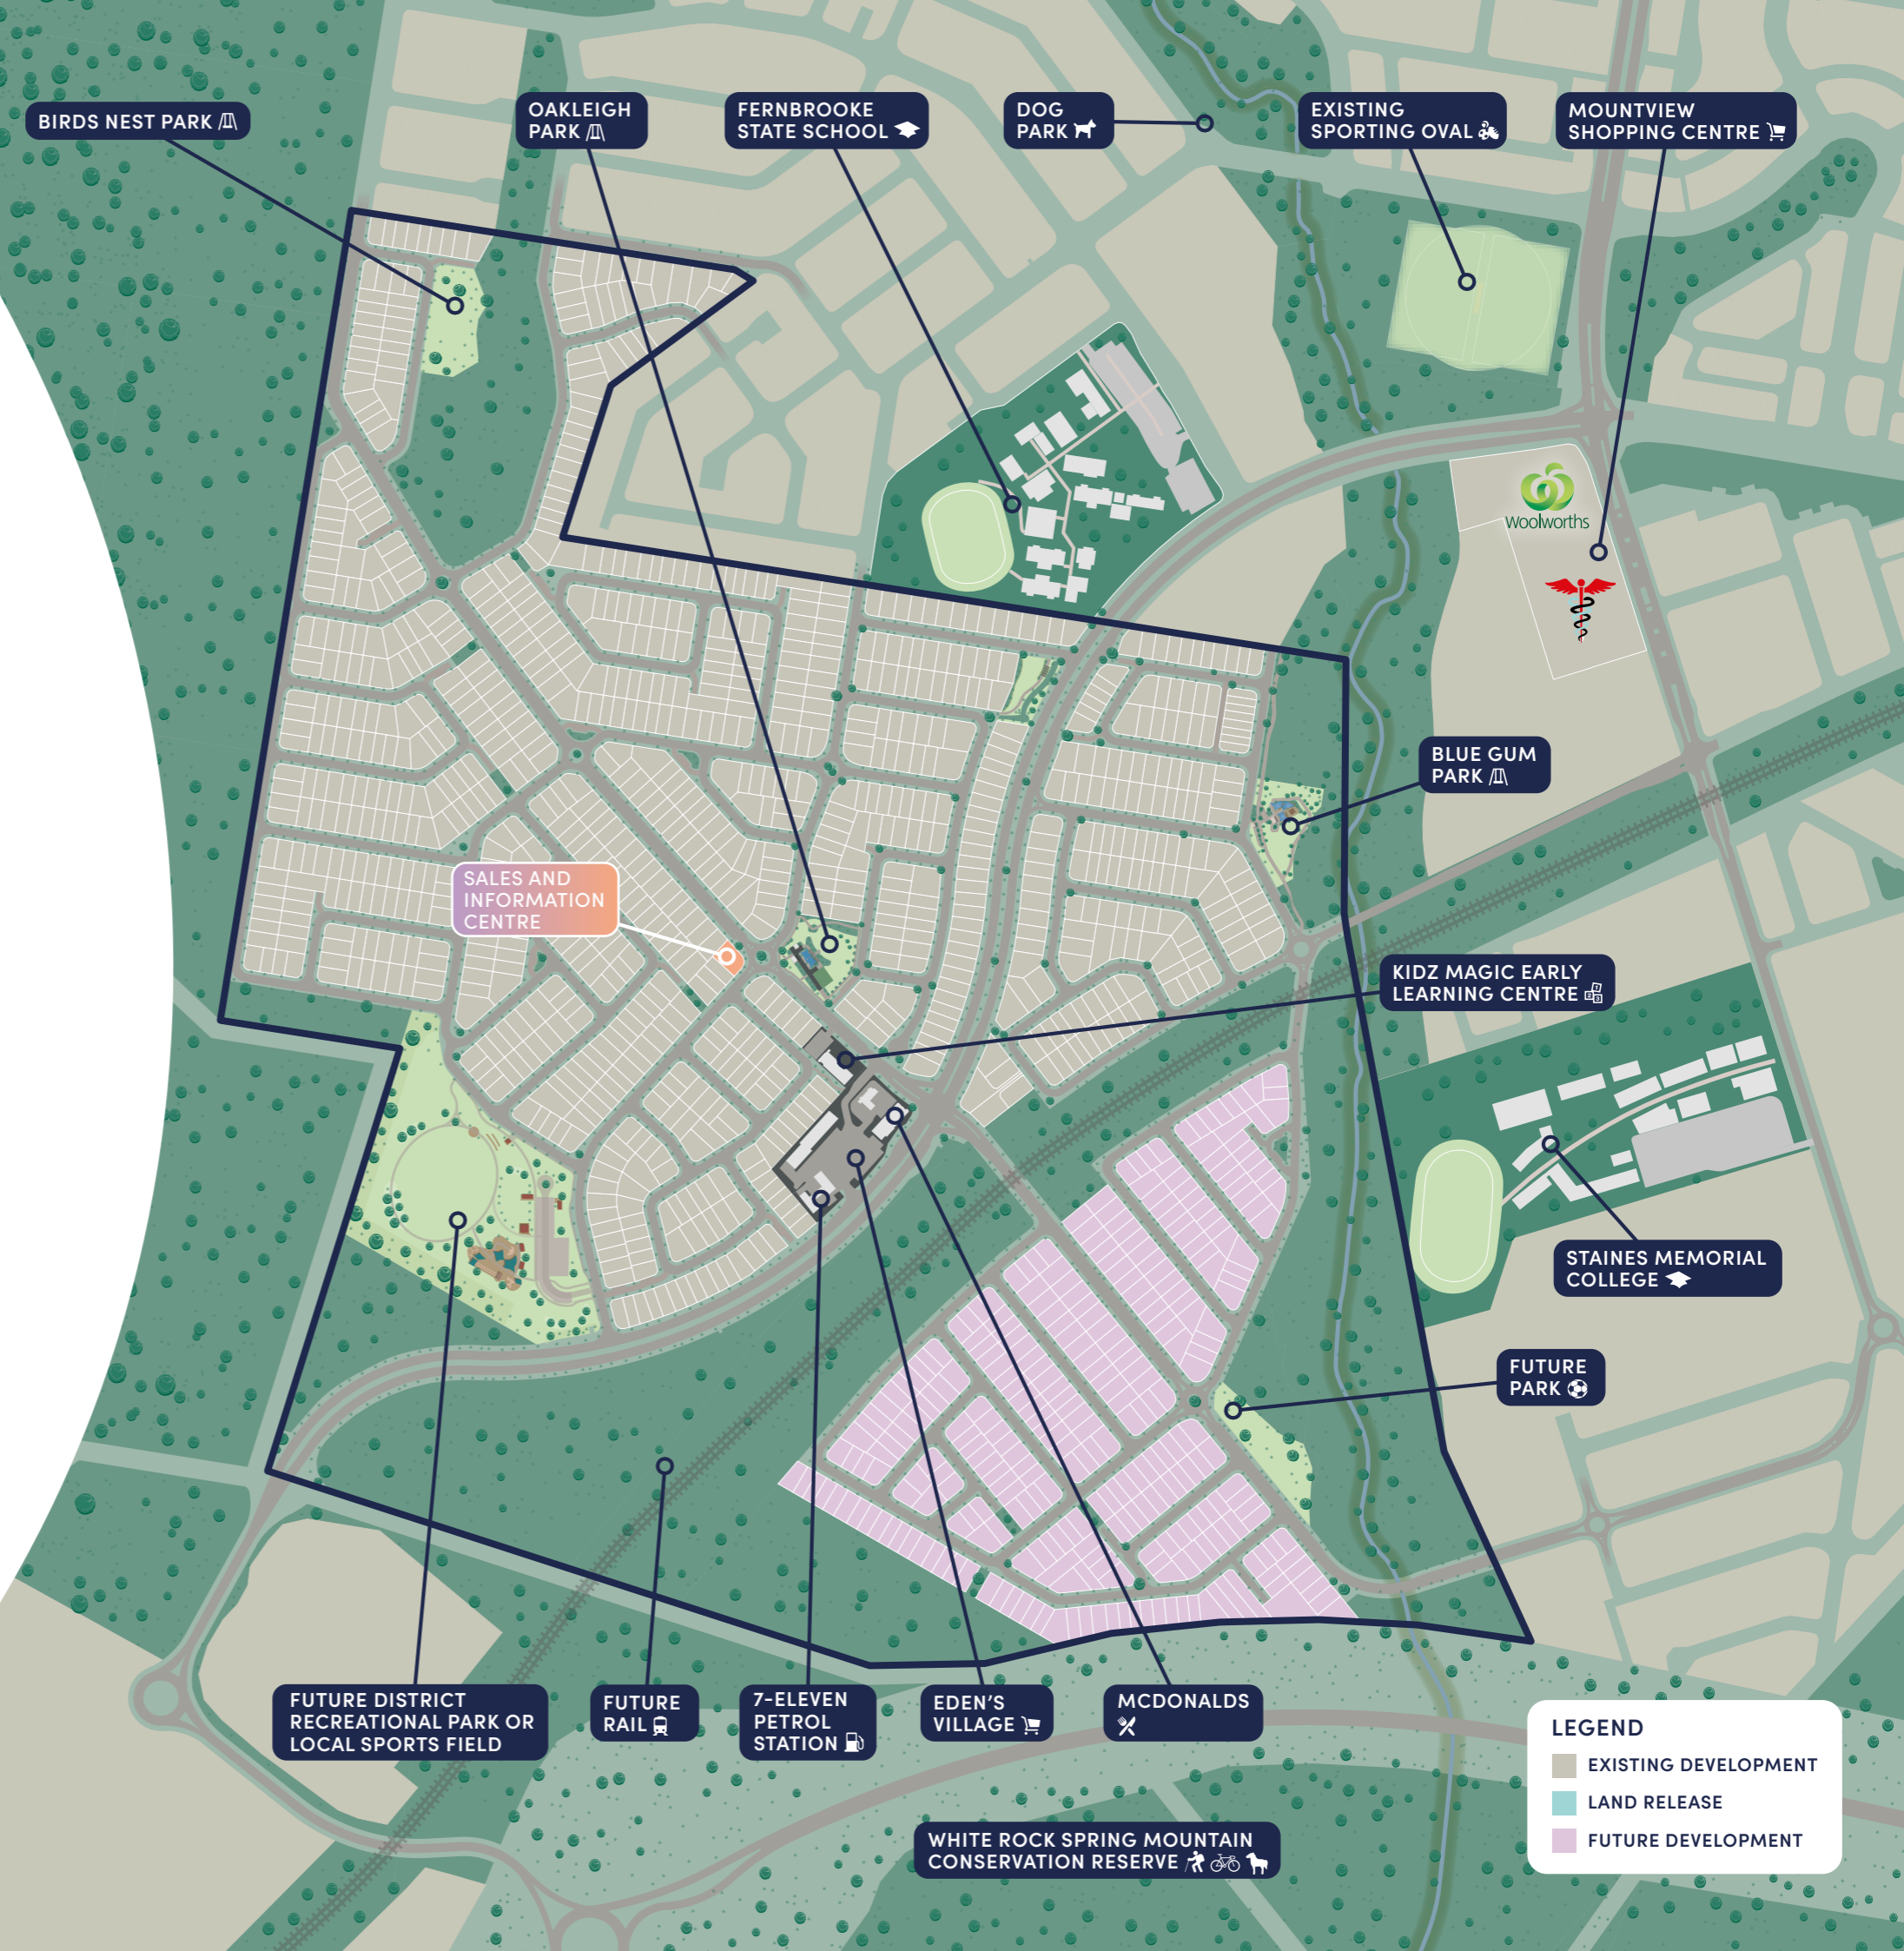 BIRDS NEST PARK
OAKLEIGH
PARK
FERNBROOKE
STATE SCHOOL
DOG
PARK
EXISTING
SPORTING OVAL
MOUNTVIEW
SHOPPING CENTRE
Woolworths
BLUE GUM
PARK
SALES AND
INFORMATION
CENTRE
KIDZ MAGIC EARLY
LEARNING CENTRE
STAINES MEMORIAL
COLLEGE
FUTURE
PARK
FUTURE DISTRICT
RECREATIONAL PARK OR
LOCAL SPORTS FIELD
FUTURE
RAIL
7-ELEVEN
PETROL
STATION
EDEN'S
VILLAGE
MCDONALDS
WHITE ROCK SPRING MOUNTAIN
CONSERVATION RESERVE
LEGEND
EXISTING DEVELOPMENT
LAND RELEASE
FUTURE DEVELOPMENT